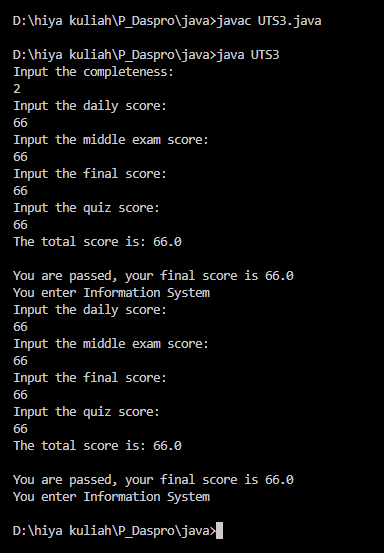 D:\hiya kuliah\P_Daspro\java>javac UTS3.java
D:\hiya kuliah\P_Daspro\java>java UTS3
Input the completeness:
2
Input the daily score:
66
Input the middle exam score:
66
Input the final score:
66
Input the quiz score:
66
The total score is: 66.0
You are passed, your final score is 66.0
You enter Information System
Input the daily score:
66
Input the middle exam score:
66
Input the final score:
66
Input the quiz score:
66
The total score is: 66.0
You are passed, your final score is 66.0
You enter Information System
D:\hiya kuliah\P_Daspro\java>